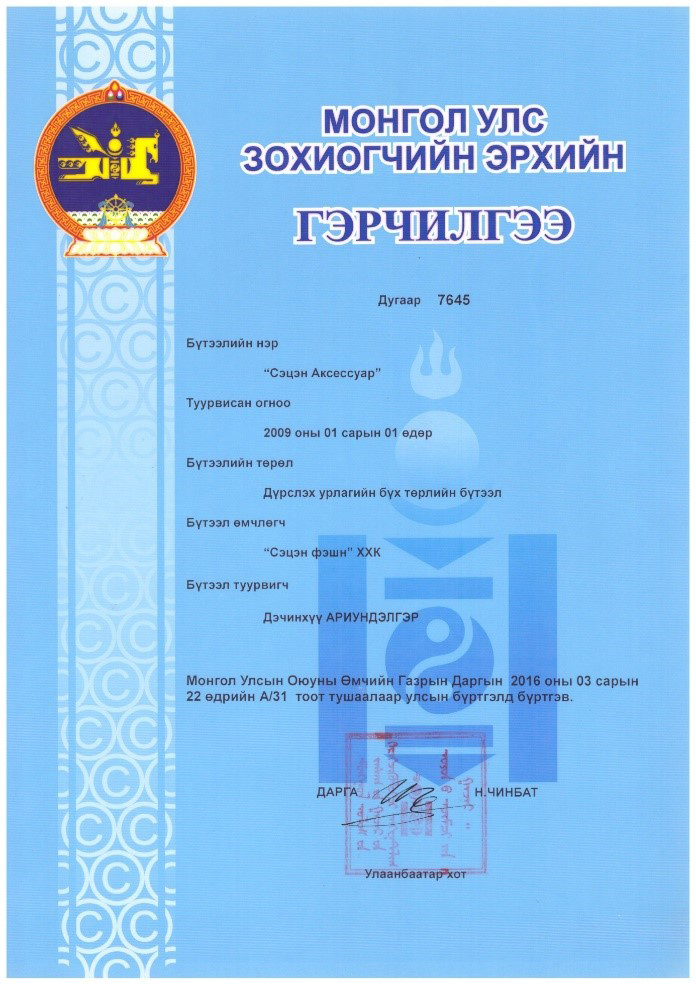 МОНГОЛ УЛС
ЗОХИОГЧИЙН ЭРХИЙН
ГЭРЧИЛГЭЭ
Дугаар 7645
Бүтээлийн нэр
“Сэцэн Аксессуар”
Туурвисан огноо
2009 оны 01 сарын 01 өдөр
Бүтээлийн төрөл
Дүрслэх урлагийн бүх төрлийн бүтээл
Бүтээл өмчлөгч
“Сэцэн фэшн” ХХК
Бүтээл туурвигч
Дэчинхүү АРИУНДЭЛГЭР
Монгол Улсын Оюуны Өмчийн Газрын Даргын 2016 оны 03 сарын
22 өдрийн А/31 тоот тушаалаар улсын бүртгэлд бүртгэв.
ДАРГА Н.ЧИНБАТ
Улаанбаатар хот